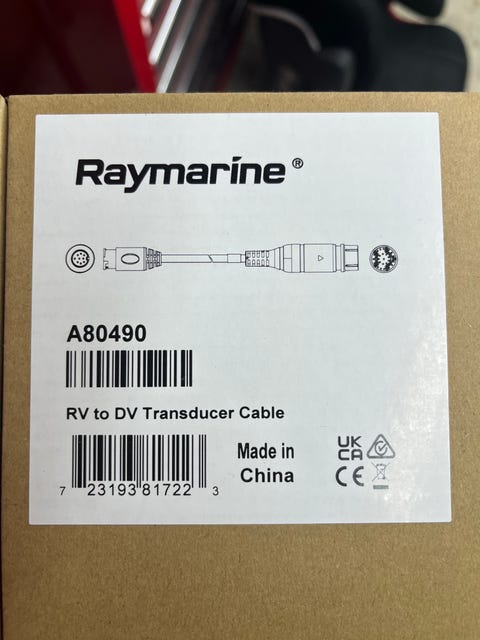 Raymarine®
A80490
RV to DV Transducer Cable
7 23193 81722 3
Made in
China
UK
CA
CE